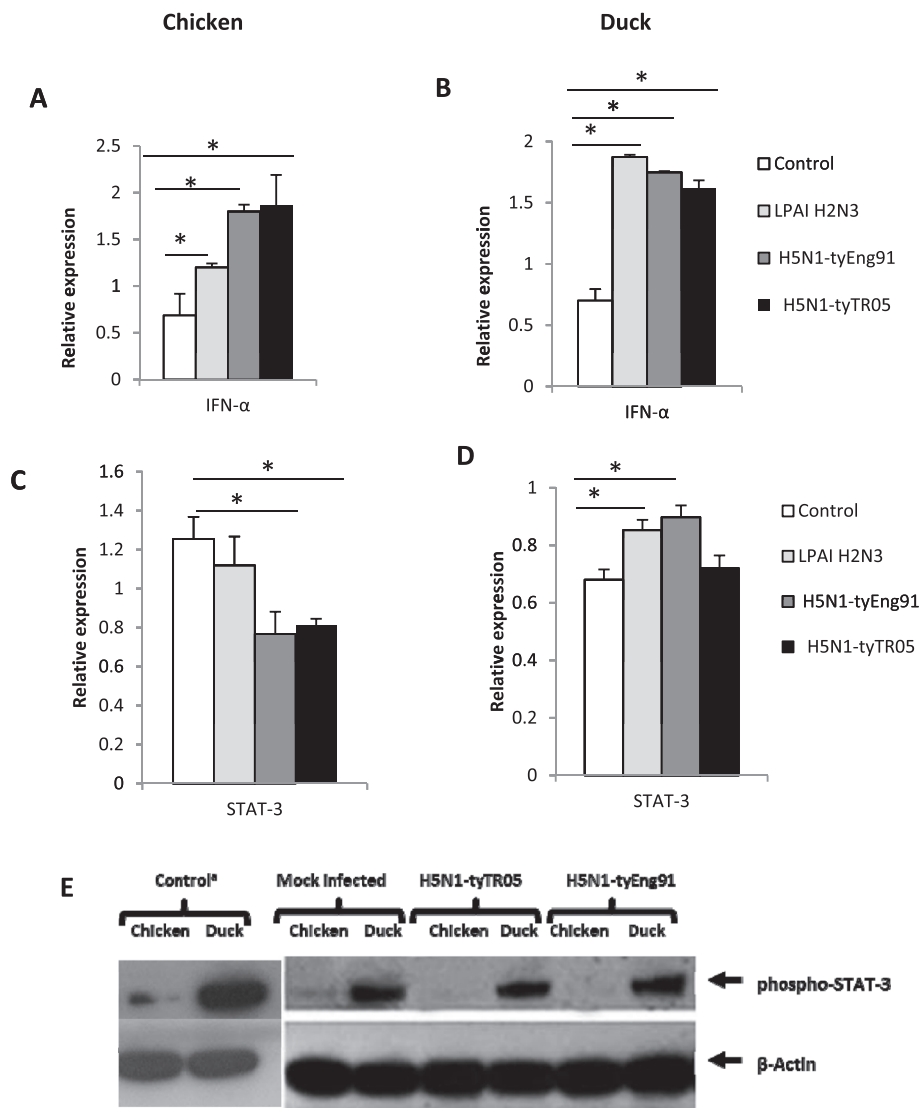 Chicken
Duck
A
Relative expression
2.5
2
1.5
1
0.5
0
*
*
*
IFN-α
B
Relative expression
2
1.5
1
0.5
0
*
*
*
IFN-α
Control
LPAI H2N3
H5N1-tyEng91
H5N1-tyTR05
C
Relative expression
1.6
1.4
1.2
1
0.8
0.6
0.4
0.2
0
*
*
STAT-3
D
Relative expression
1
0.8
0.6
0.4
0.2
0
*
*
STAT-3
Control
LPAI H2N3
H5N1-tyEng91
H5N1-tyTR05
E
Controlª Mock Infected H5N1-tyTR05 H5N1-tyEng91
Chicken Duck Chicken Duck Chicken Duck Chicken Duck
phospho-STAT-3
β-Actin